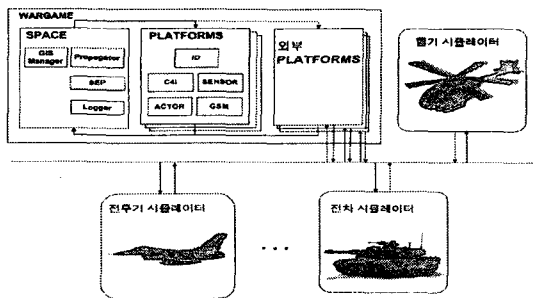 WARGAME
SPACE
GIS Manager
Propagator
SEP
Logger
PLATFORMS
ID
C4I
SENSOR
ACTOR
GSM
외부
PLATFORMS
헬기 시뮬레이터
전투기 시뮬레이터
...
전차 시뮬레이터